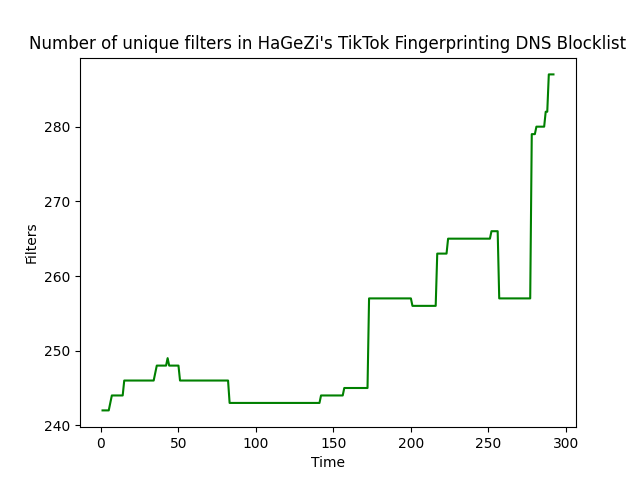 Number of unique filters in HaGeZi's TikTok Fingerprinting DNS Blocklist
280
270
260
250
240
Filters
0 50 100 150 200 250 300
Time